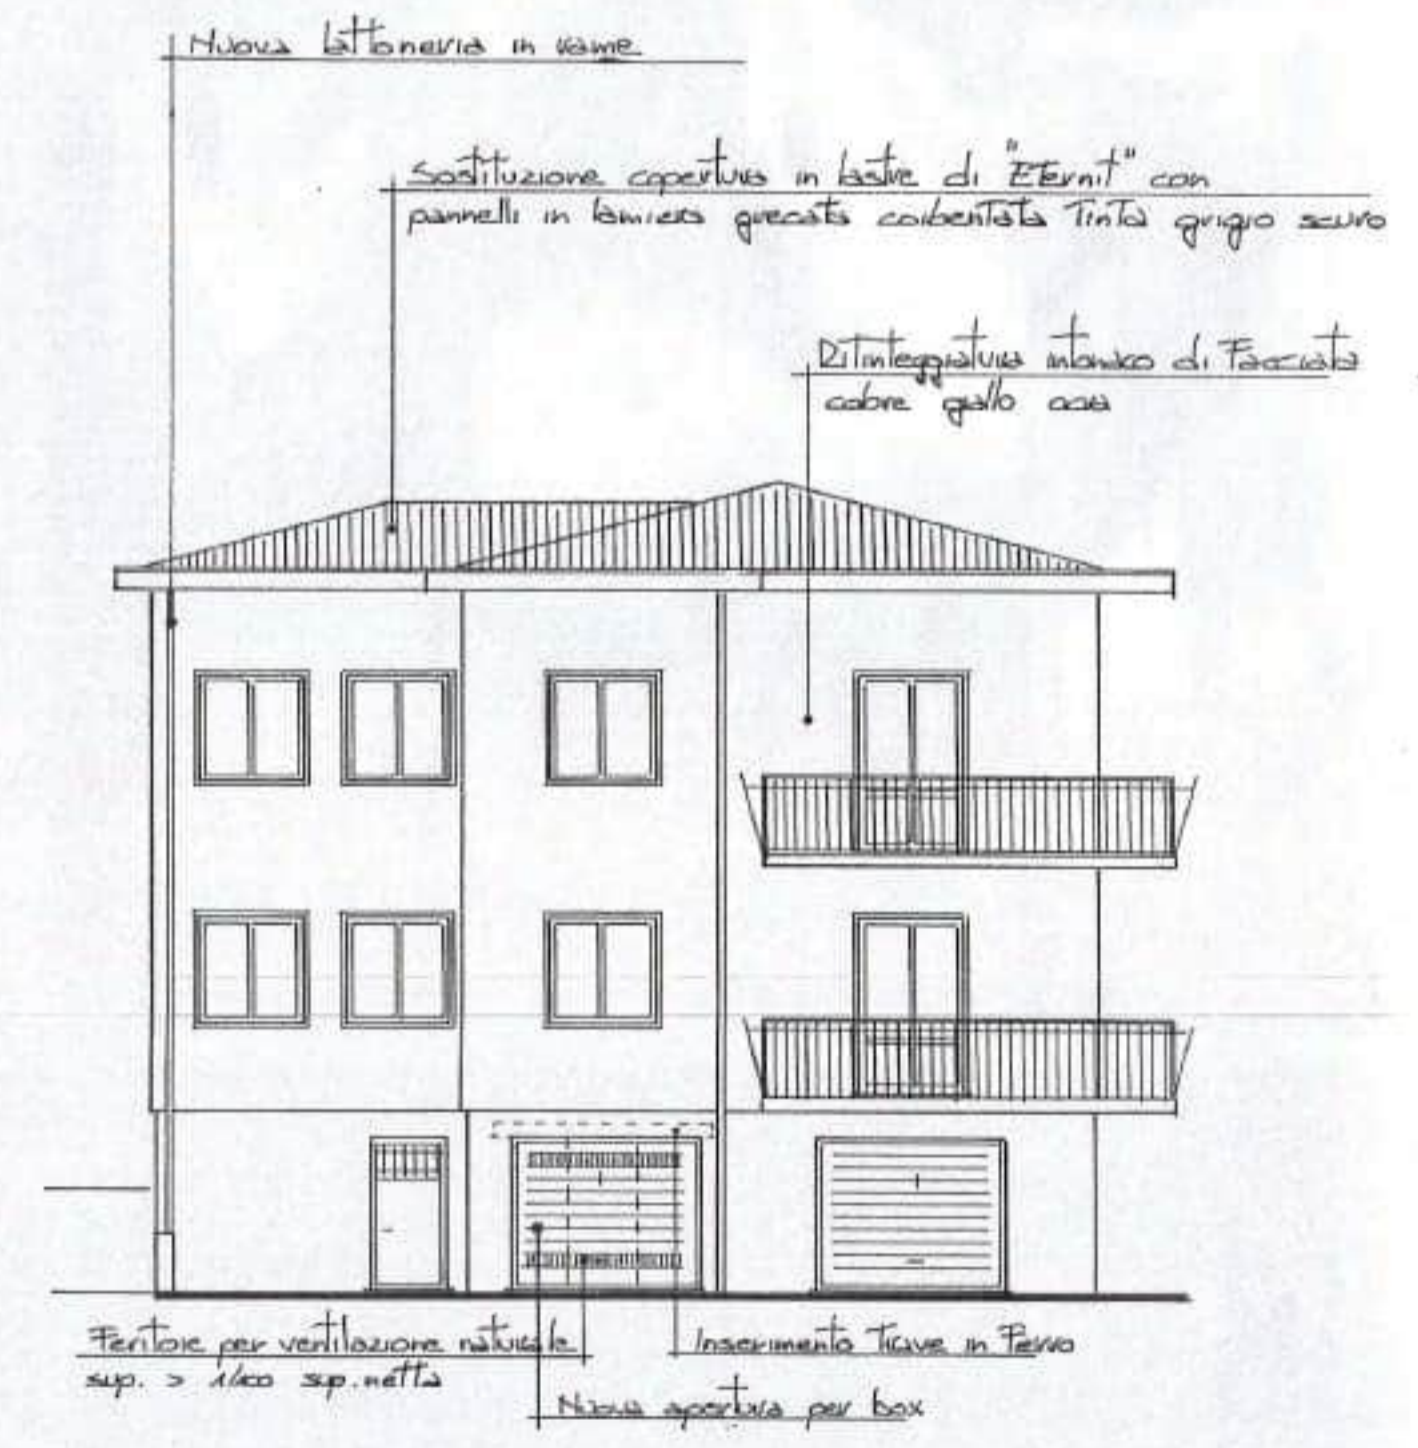 Nuova lattoneria in rame
Sostituzione copertura in lastre di "Eternit" con
pannelli in lamiera grecata coibentata Tinta grigio scuro
Ritinteggiatura intonaco di Facciata
colore giallo ocra
Feritoie per ventilazione naturale
sup. > 1/100 sup. netta
Inserimento Trave in Ferro
Nuova apertura per box